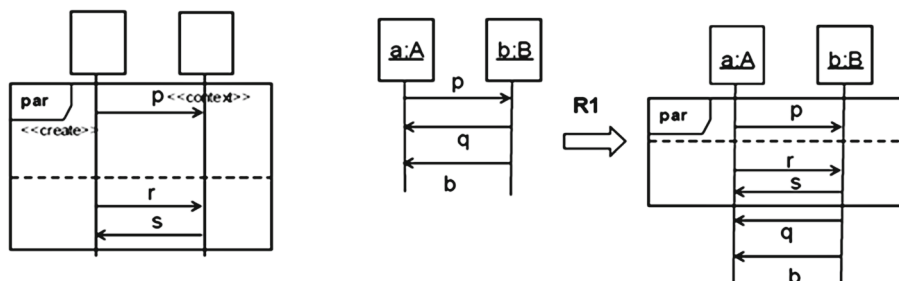 par
p <<context>>
<<create>>
r
s
a:A
b:B
p
q
b
R1
a:A
b:B
par
p
r
s
q
b